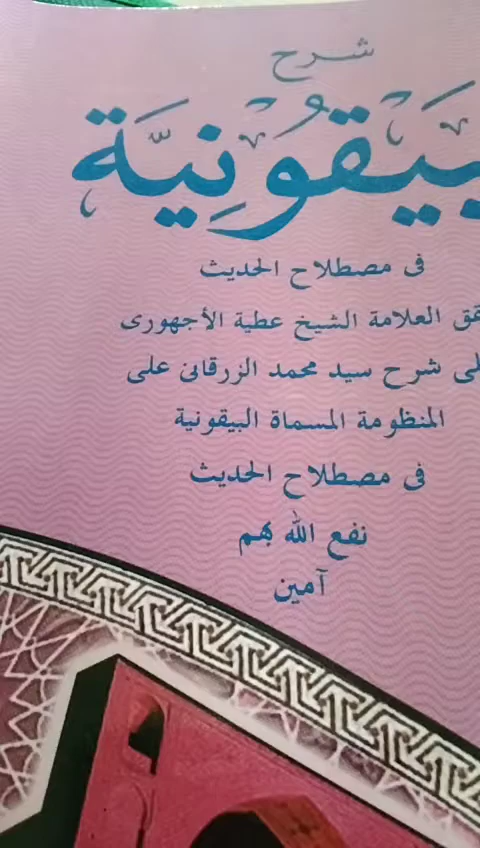 شرح
بيقونية
فى مصطلاح الحديث
العلامة الشيخ عطية الأجهورى
شرح سيد محمد الزرقانى على
المنظومة المسماة البيقونية
فى مصطلاح الحديث
نفع الله بهم
آمين